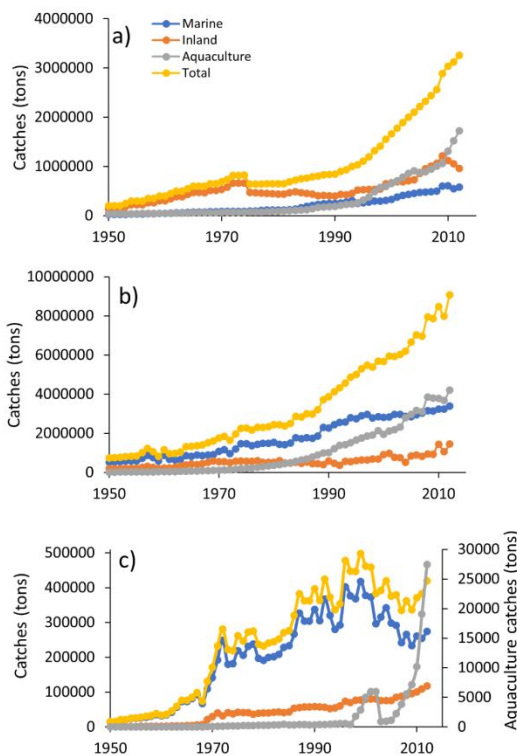 a)
Marine
Inland
Aquaculture
Total
Catches (tons)
4000000
3000000
2000000
1000000
0
1950 1970 1990 2010
b)
Catches (tons)
10000000
8000000
6000000
4000000
2000000
0
1950 1970 1990 2010
c)
Catches (tons)
500000
400000
300000
200000
100000
0
1950 1970 1990 2010
30000
25000
20000
15000
10000
5000
0
Aquaculture catches (tons)